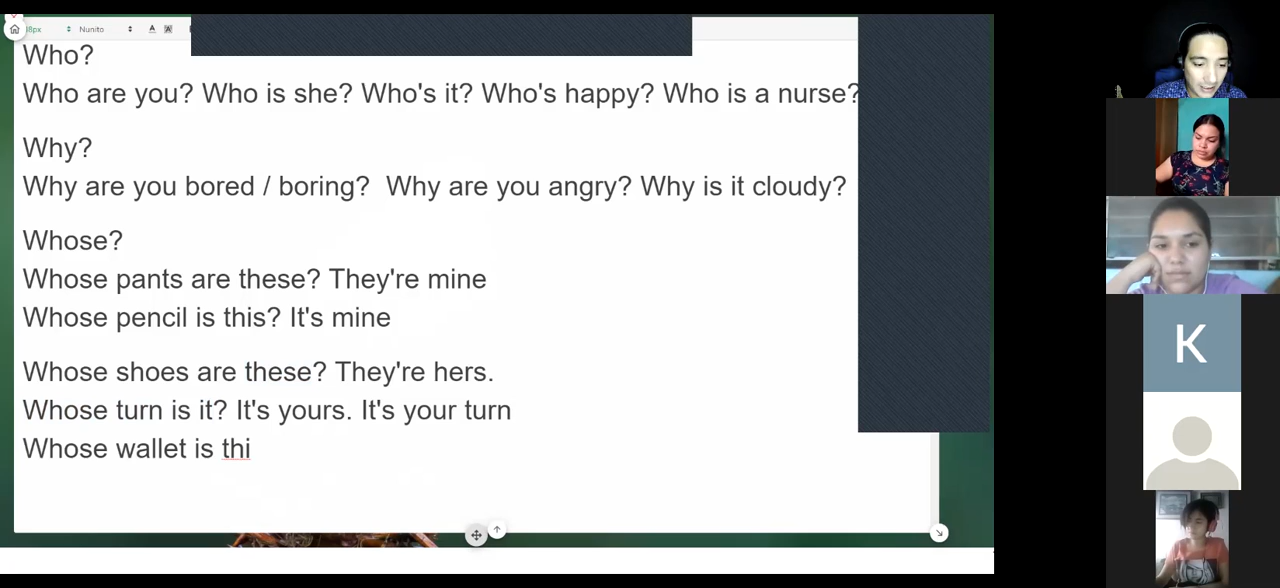 8px Nunito A A
Who?
Who are you? Who is she? Who's it? Who's happy? Who is a nurse?
Why?
Why are you bored / boring? Why are you angry? Why is it cloudy?
Whose?
Whose pants are these? They're mine
Whose pencil is this? It's mine
Whose shoes are these? They're hers.
Whose turn is it? It's yours. It's your turn
Whose wallet is thi
K